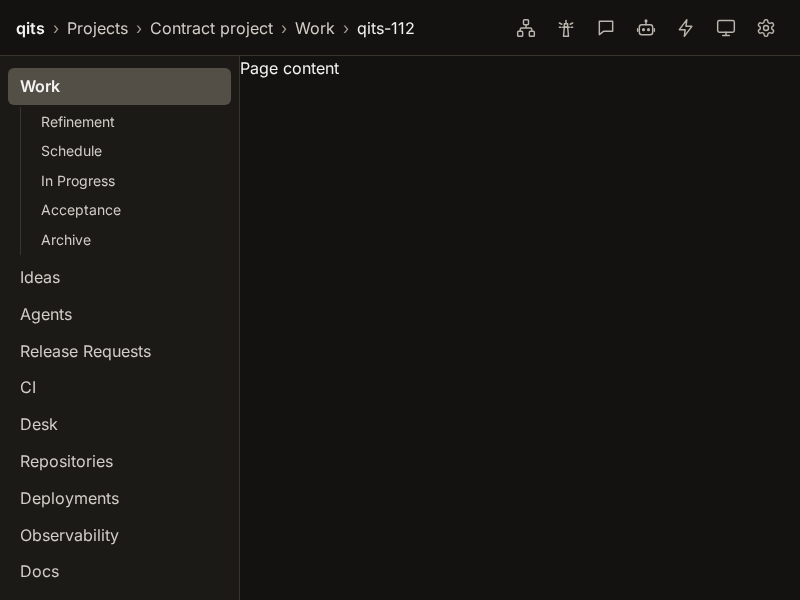 qits › Projects › Contract project › Work › qits-112
Work
Refinement
Schedule
In Progress
Acceptance
Archive
Ideas
Agents
Release Requests
CI
Desk
Repositories
Deployments
Observability
Docs
Page content